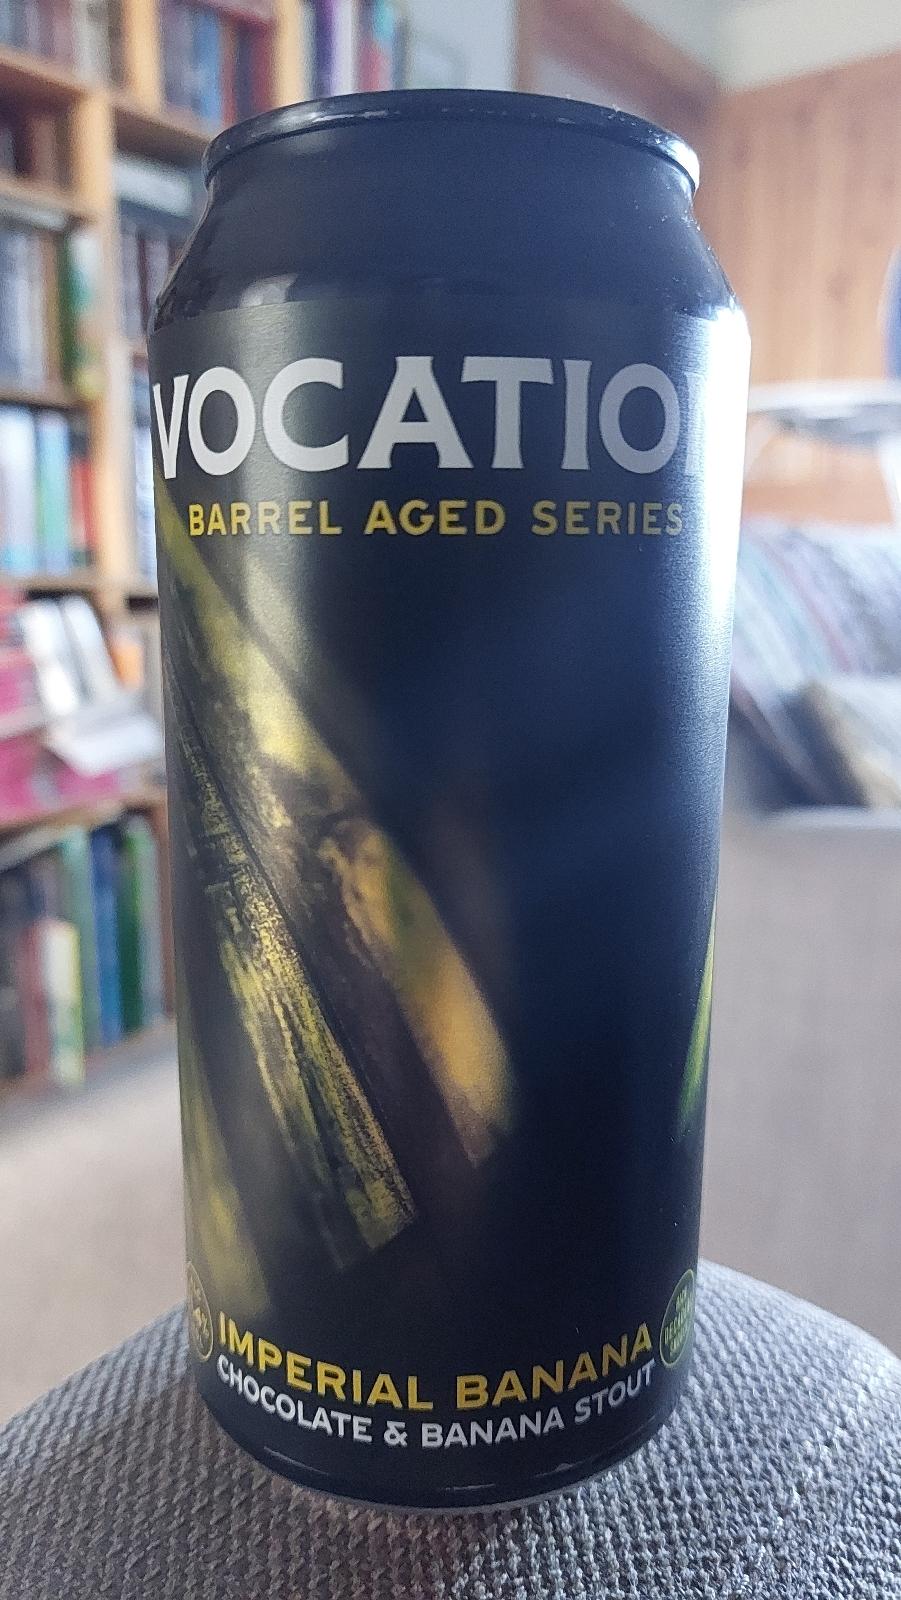 VOCATIO
BARREL AGED SERIES
IMPERIAL BANANA
CHOCOLATE & BANANA STOUT